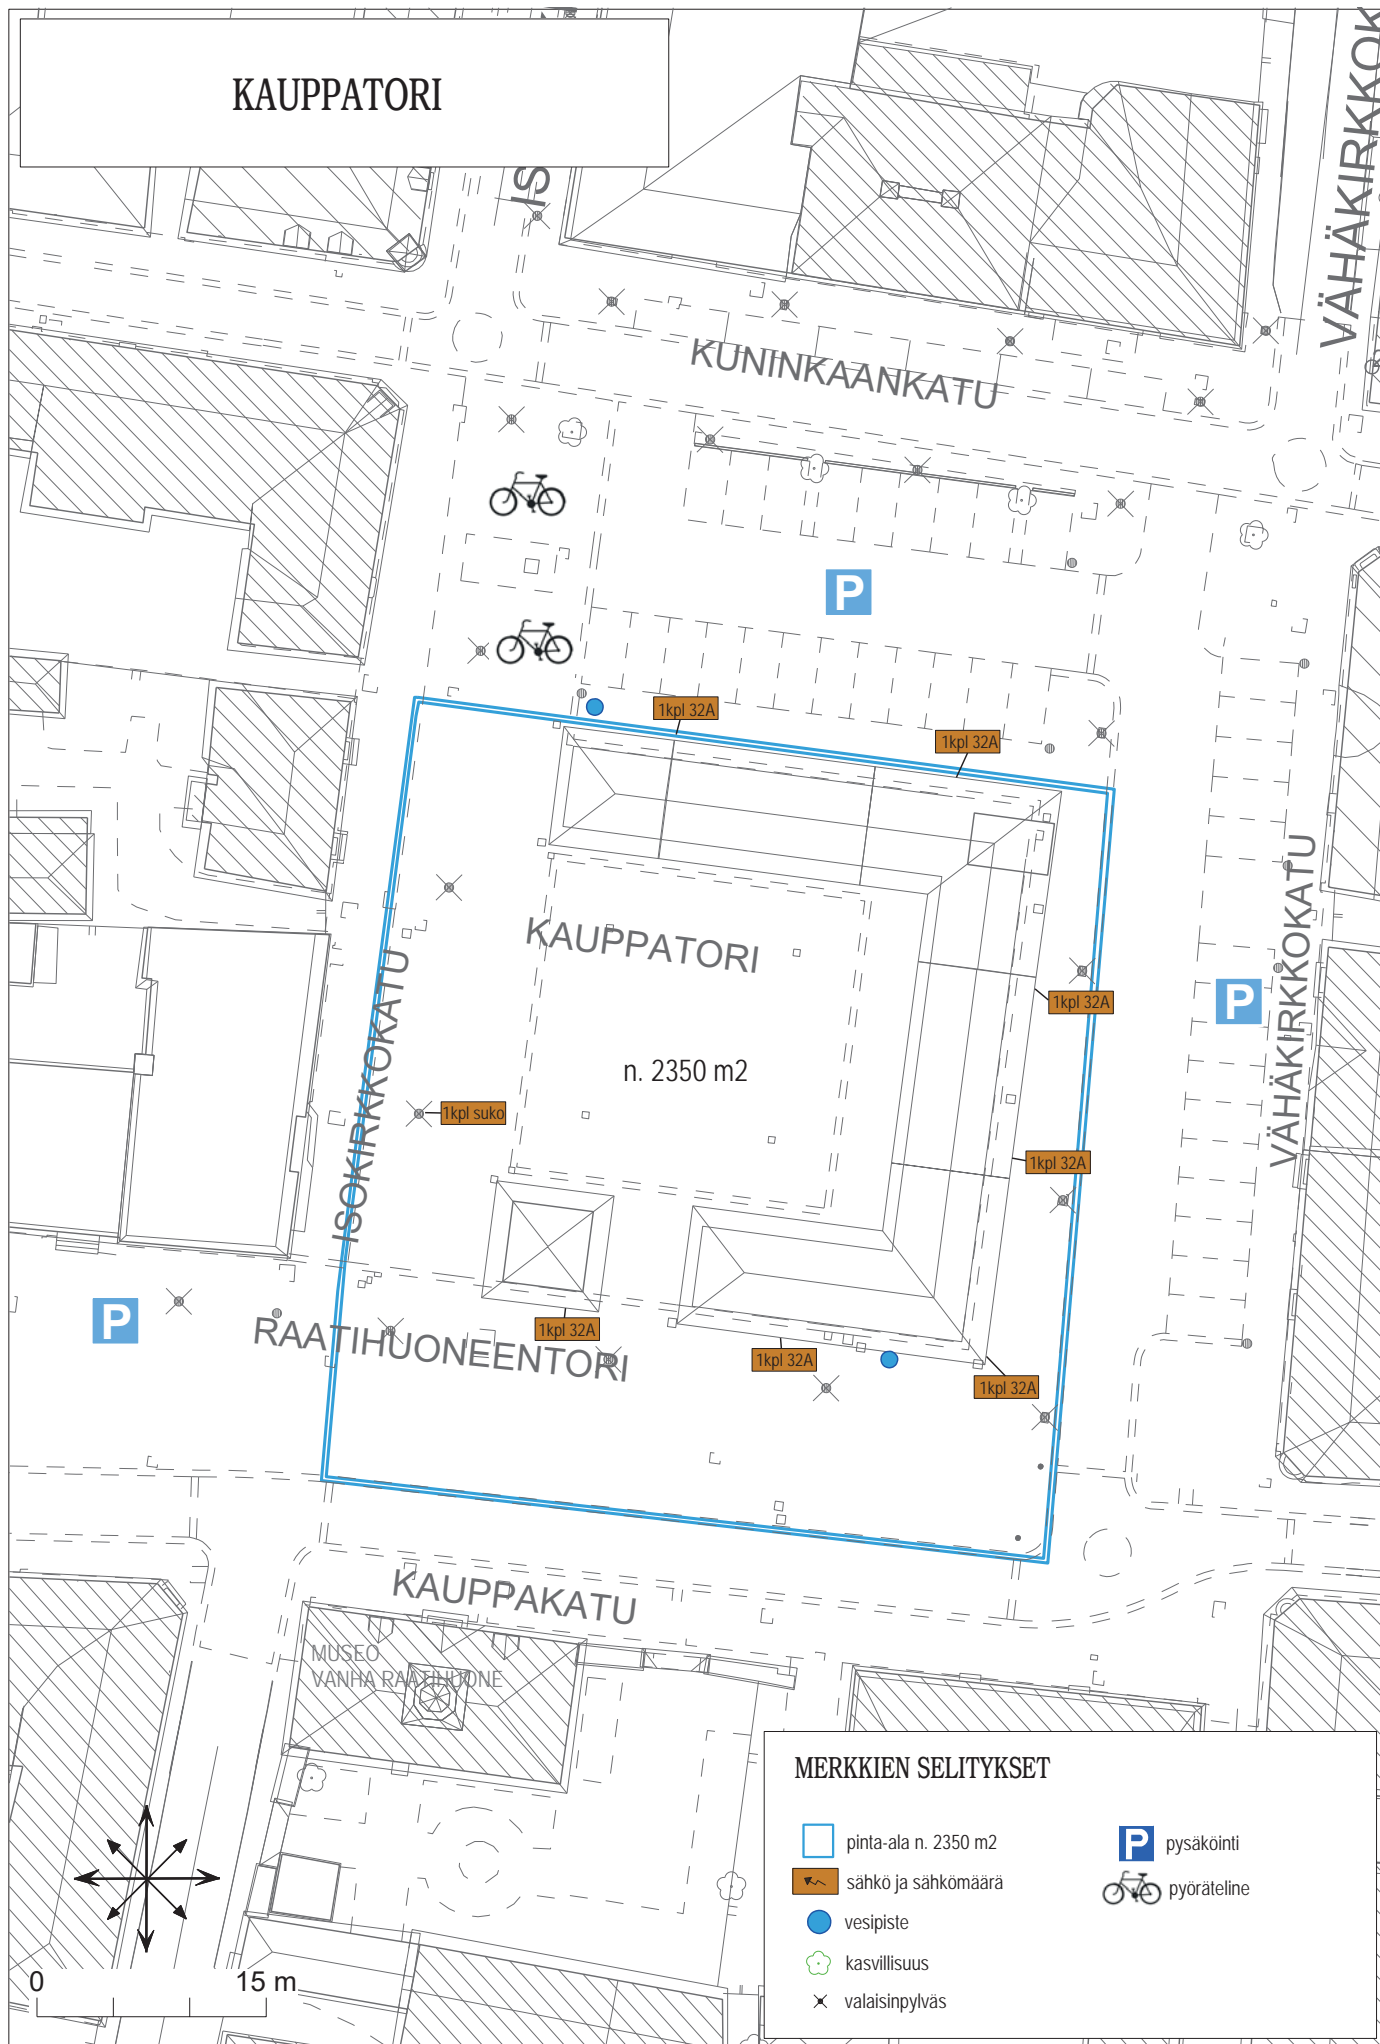 KAUPPATORI
IS
VÄHÄKIRKKOK
KUNINKAANKATU
P
1kpl 32A
1kpl 32A
KAUPPATORI
n. 2350 m2
ISOKIRKKOKATU
1kpl suko
1kpl 32A
P
VÄHÄKIRKKOKATU
1kpl 32A
P
RAATIHUONEENTORI
1kpl 32A
1kpl 32A
1kpl 32A
KAUPPAKATU
MUSEO
VANHA RAATIHUONE
MERKKIEN SELITYKSET
pinta-ala n. 2350 m2
sähkö ja sähkömäärä
vesipiste
kasvillisuus
valaisinpylväs
P pysäköinti
pyöräteline
0 15 m